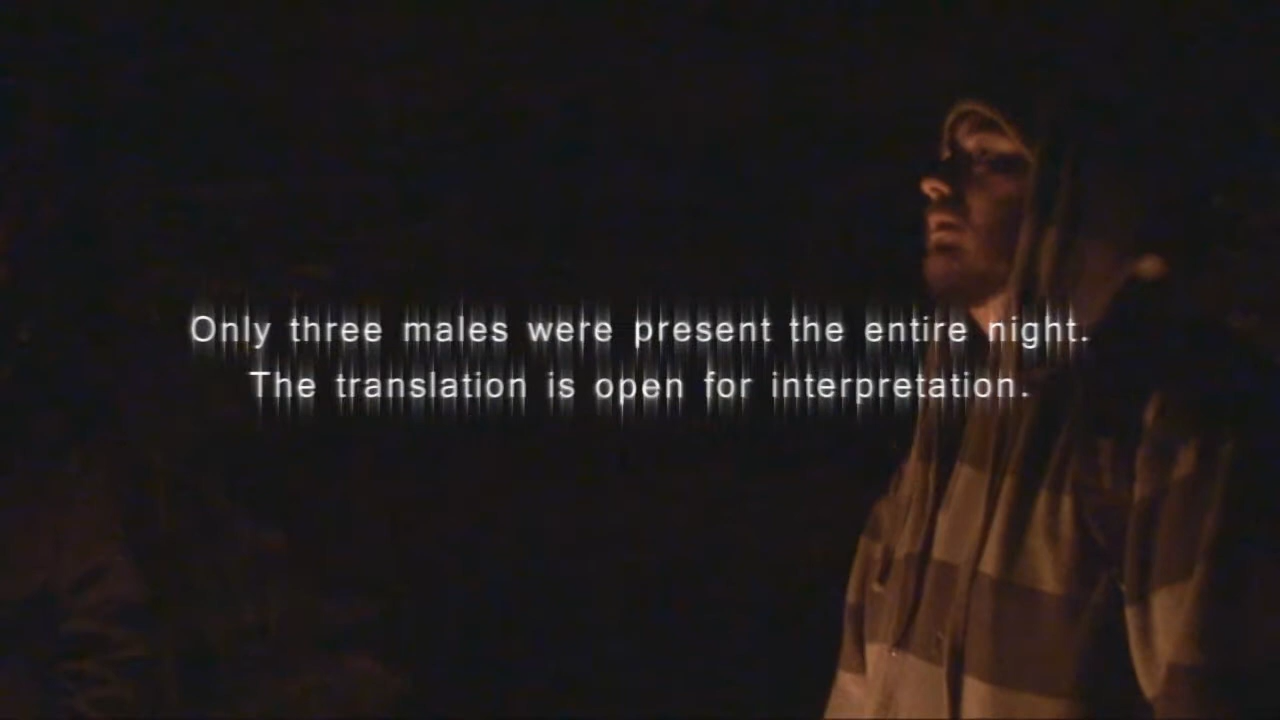 Only three males were present the entire night.
The translation is open for interpretation.